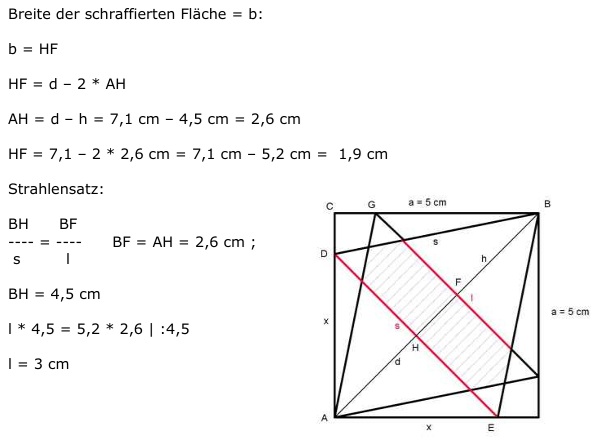 Breite der schraffierten Fläche = b:
b = HF
HF = d – 2 * AH
AH = d – h = 7,1 cm – 4,5 cm = 2,6 cm
HF = 7,1 – 2 * 2,6 cm = 7,1 cm – 5,2 cm = 1,9 cm
Strahlensatz:
BH BF
---- = ---- BF = AH = 2,6 cm ;
s l
BH = 4,5 cm
l * 4,5 = 5,2 * 2,6 | :4,5
l = 3 cm
C G a = 5 cm B
s
D
h
F
l
a = 5 cm
x s
H
d
A
x E